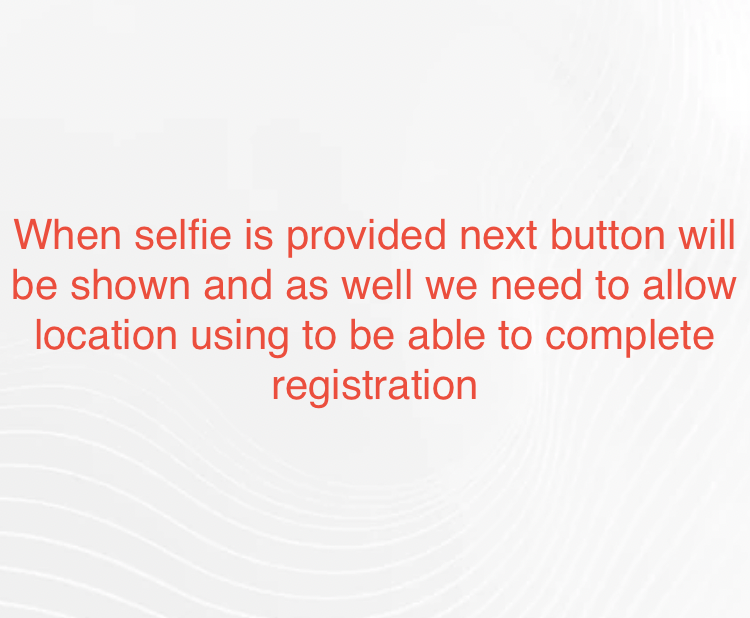 When selfie is provided next button will
be shown and as well we need to allow
location using to be able to complete
registration